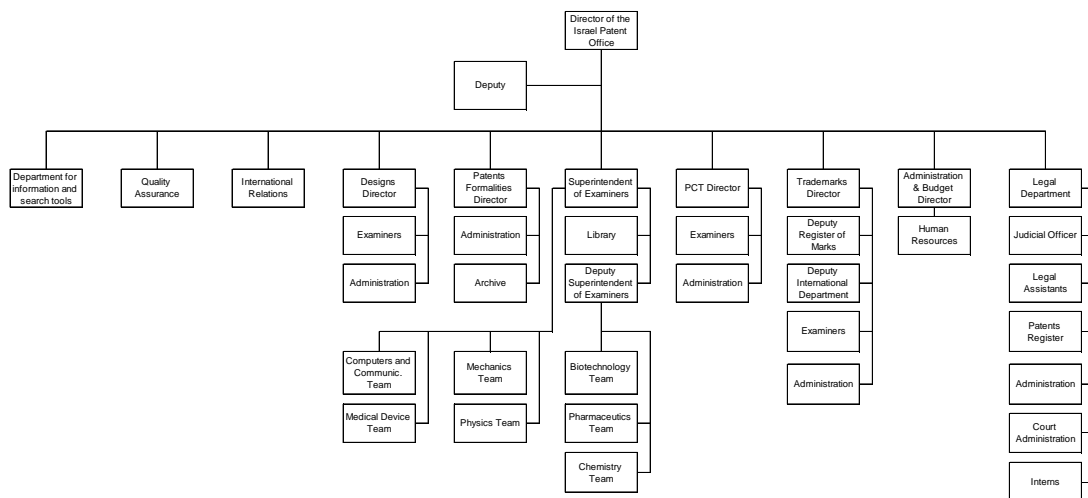 Director of the
Israel Patent
Office
Deputy
Department for
information and
search tools
Quality
Assurance
International
Relations
Designs
Director
Patents
Formalities
Director
Superintendent
of Examiners
PCT Director
Trademarks
Director
Administration
& Budget
Director
Legal
Department
Examiners
Administration
Library
Examiners
Deputy
Register of
Marks
Human
Resources
Judicial Officer
Administration
Archive
Deputy
Superintendent
of Examiners
Administration
Deputy
International
Department
Legal
Assistants
Examiners
Patents
Register
Computers and
Communic.
Team
Mechanics
Team
Biotechnology
Team
Administration
Administration
Medical Device
Team
Physics Team
Pharmaceutics
Team
Court
Administration
Chemistry
Team
Interns